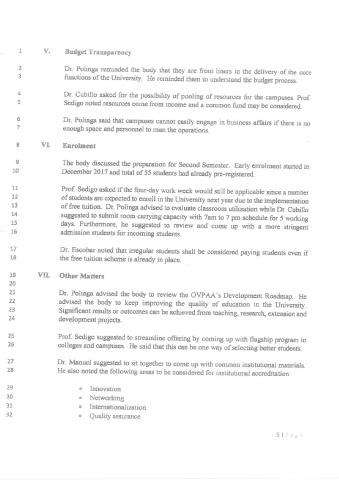 1 V. Budget Transparency
2 Dr. Polinga reminded the body that they are front liners in the delivery of the core
3 functions of the University. He reminded them to understand the budget process.
4 Dr. Cubillo asked for the possibility of pooling of resources for the campuses. Prof.
5 Sedigo noted resources come from income and a common fund may be considered.
6 Dr. Polinga said that campuses cannot easily engage in business affairs if there is no
7 enough space and personnel to man the operations.
8 VI. Enrolment
9 The body discussed the preparation for Second Semester. Early enrolment started in
10 December 2017 and total of 55 students had already pre-registered.
11 Prof. Sedigo asked if the four-day work week would still be applicable since a number
12 of students are expected to enroll in the University next year due to the implementation
13 of free tuition. Dr. Polinga advised to evaluate classroom utilization while Dr. Cubillo
14 suggested to submit room carrying capacity with 7am to 7 pm schedule for 5 working
15 days. Furthermore, he suggested to review and come up with a more stringent
16 admission students for incoming students.
17 Dr. Escobar noted that irregular students shall be considered paying students even if
18 the free tuition scheme is already in place.
19 VII. Other Matters
20
21 Dr. Polinga advised the body to review the OVPAA's Development Roadmap. He
22 advised the body to keep improving the quality of education in the University.
23 Significant results or outcomes can be achieved from teaching, research, extension and
24 development projects.
25 Prof. Sedigo suggested to streamline offering by coming up with flagship program in
26 colleges and campuses. He said that this can be one way of selecting better students.
27 Dr. Manuel suggested to sit together to come up with common instructional materials.
28 He also noted the following areas to be considered for institutional accreditation:
29 Innovation
30 Networking
31 Internationalization
32 Quality assurance
5 | P a g e